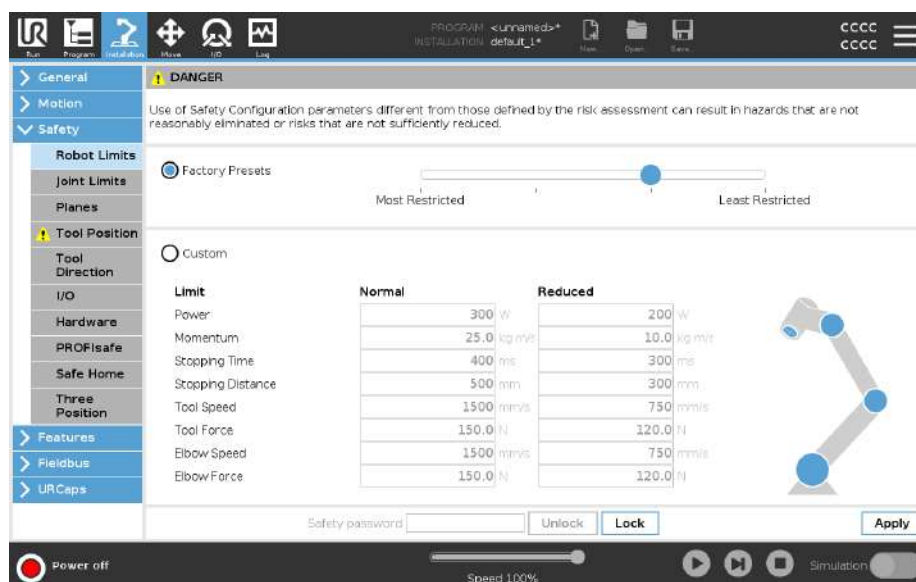 PROGRAM <unnamed>*
INSTALLATION default_1*
UR
Run
Program
Installation
Move
I/O
Log
New...
Open...
Save...
CCCC
CCCC
General
Motion
Safety
Robot Limits
Joint Limits
Planes
Tool Position
Tool
Direction
I/O
Hardware
PROFIsafe
Safe Home
Three
Position
Features
Fieldbus
URCaps
DANGER
Use of Safety Configuration parameters different from those defined by the risk assessment can result in hazards that are not
reasonably eliminated or risks that are not sufficiently reduced.
Factory Presets
Most Restricted Least Restricted
Custom
Limit Normal Reduced
Power 300 W 200 W
Momentum 25.0 kg m/s 10.0 kg m/s
Stopping Time 400 ms 300 ms
Stopping Distance 500 mm 300 mm
Tool Speed 1500 mm/s 750 mm/s
Tool Force 150.0 N 120.0 N
Elbow Speed 1500 mm/s 750 mm/s
Elbow Force 150.0 N 120.0 N
Safety password Unlock Lock Apply
Power off
Speed 100%
Simulation